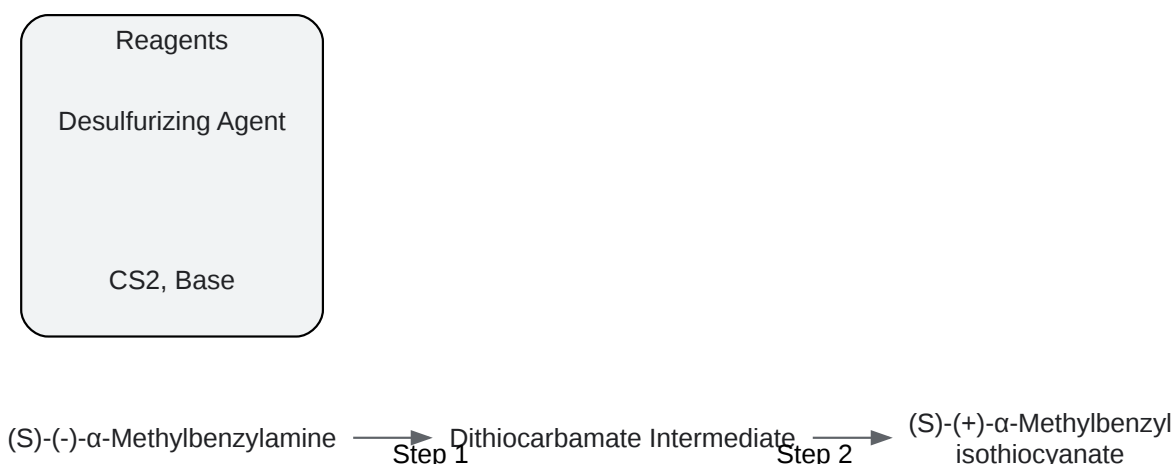 Reagents
Desulfurizing Agent
CS2, Base
(S)-(-)-α-Methylbenzylamine
Step 1
Dithiocarbamate Intermediate
Step 2
(S)-(+)-α-Methylbenzyl
isothiocyanate